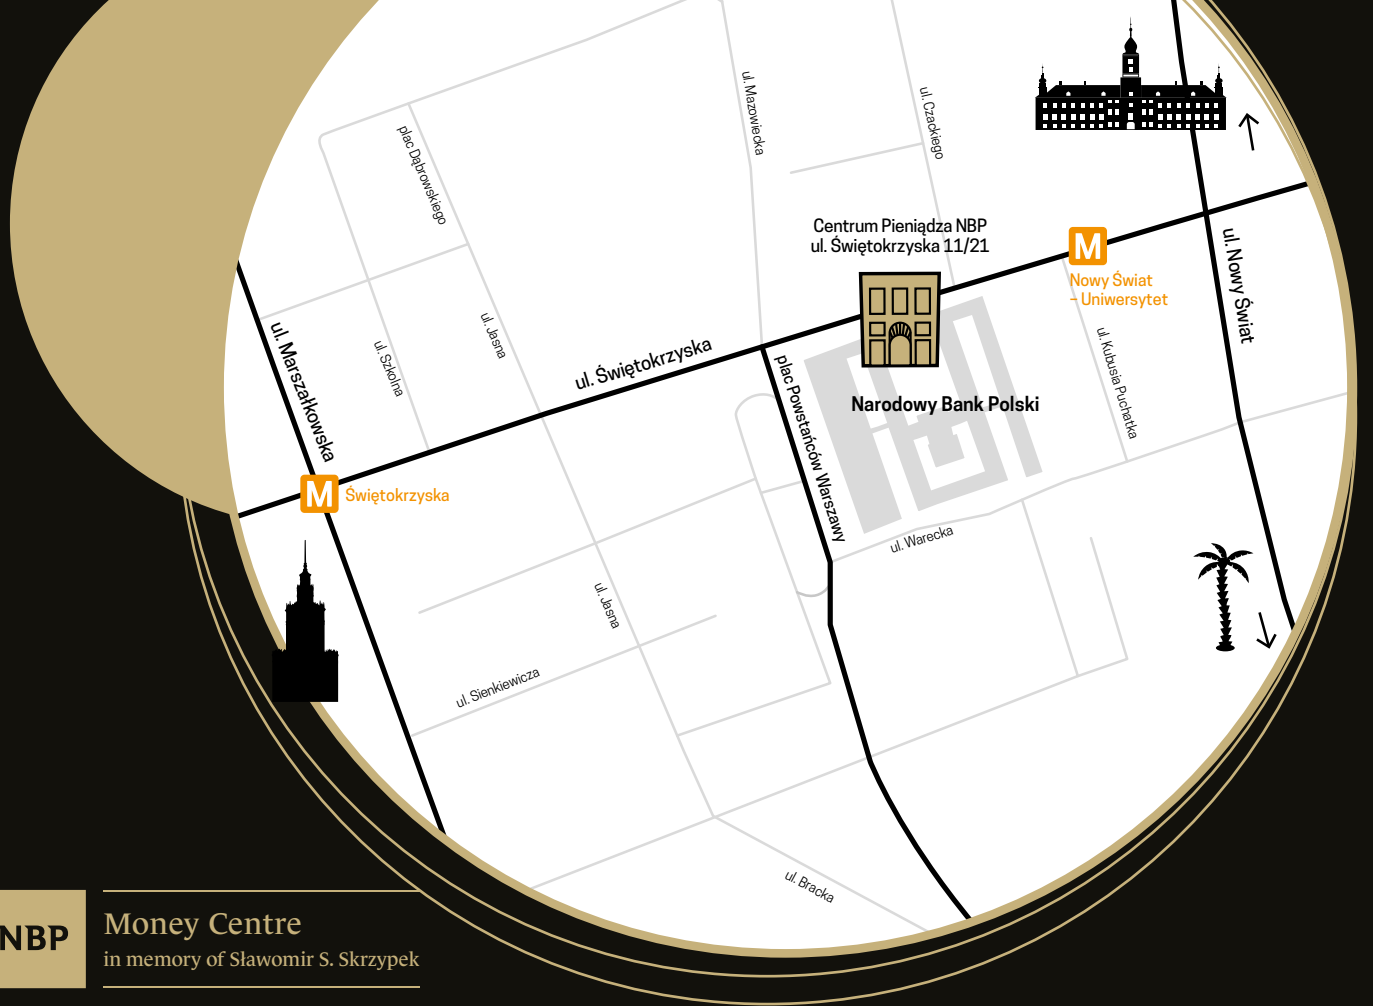 ul. Mazowiecka
ul. Czackiego
plac Dąbrowskiego
Centrum Pieniądza NBP
ul. Świętokrzyska 11/21
M
Nowy Świat
– Uniwersytet
ul. Nowy Świat
ul. Marszałkowska
ul. Szkolna
ul. Jasna
ul. Świętokrzyska
plac Powstańców Warszawy
Narodowy Bank Polski
ul. Kubusia Puchatka
M
Świętokrzyska
ul. Warecka
ul. Jasna
ul. Sienkiewicza
ul. Bracka
NBP
Money Centre
in memory of Sławomir S. Skrzypek